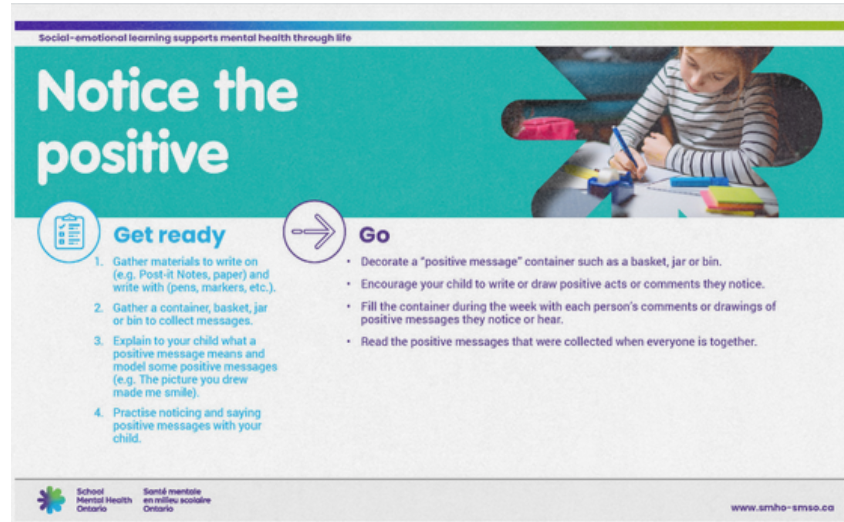 Social-emotional learning supports mental health through life
Notice the
positive
Get ready
1. Gather materials to write on
(e.g. Post-it Notes, paper) and
write with (pens, markers, etc.).
2. Gather a container, basket, jar
or bin to collect messages.
3. Explain to your child what a
positive message means and
model some positive messages
(e.g. The picture you drew
made me smile).
4. Practise noticing and saying
positive messages with your
child.
Go
• Decorate a "positive message" container such as a basket, jar or bin.
• Encourage your child to write or draw positive acts or comments they notice.
• Fill the container during the week with each person's comments or drawings of
positive messages they notice or hear.
• Read the positive messages that were collected when everyone is together.
School
Mental Health
Ontario
Santé mentale
en milieu scolaire
Ontario
www.smho-smso.ca